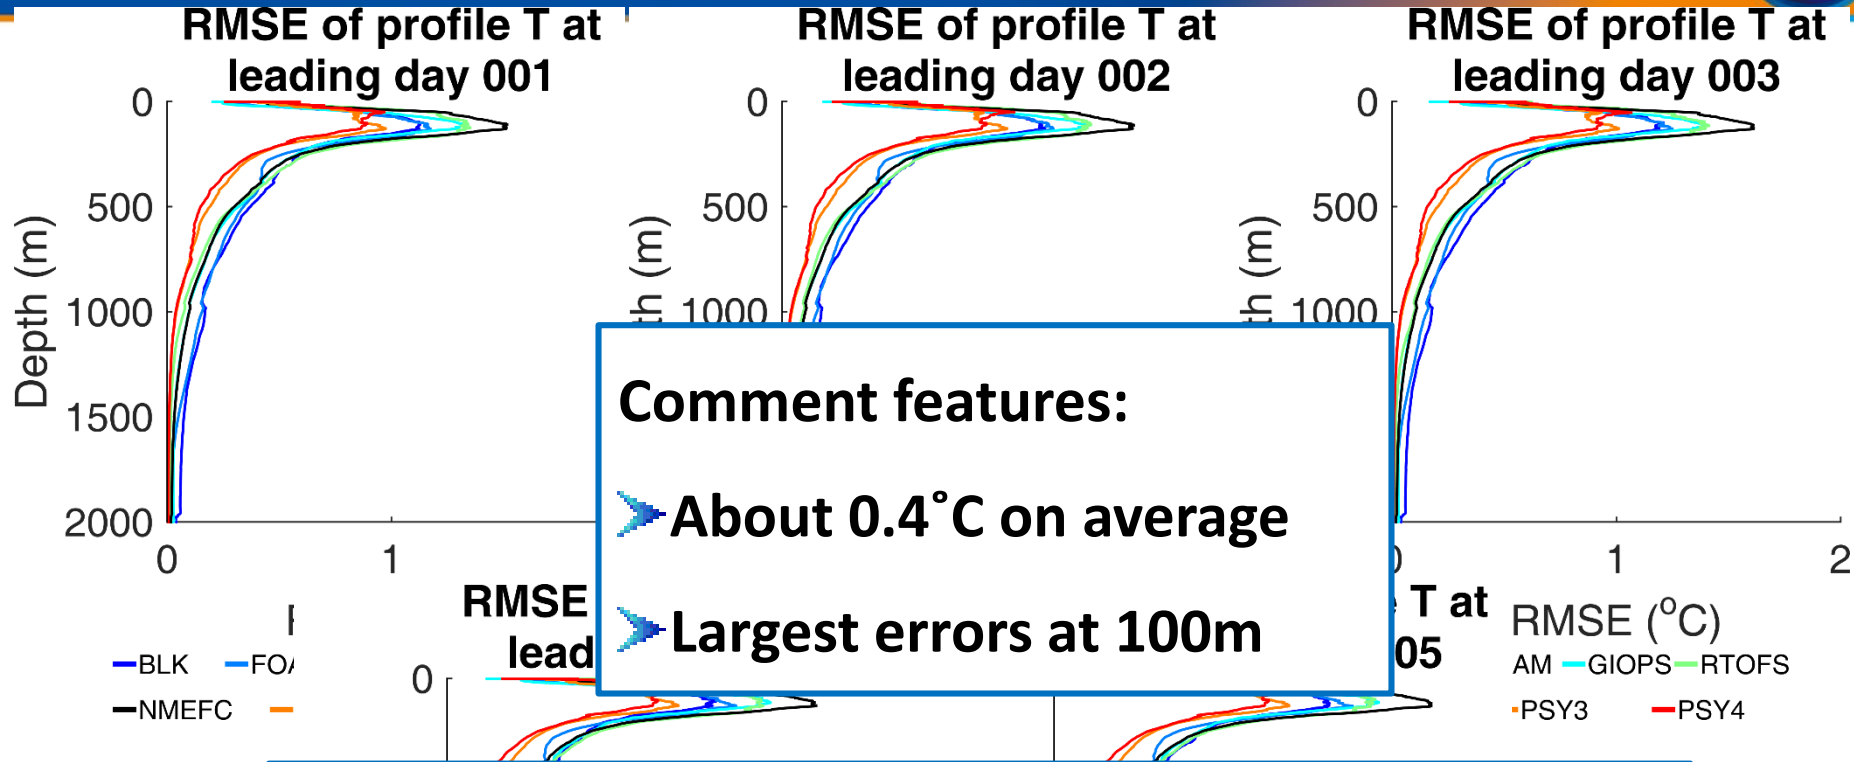 RMSE of profile T at
leading day 001
RMSE of profile T at
leading day 002
RMSE of profile T at
leading day 003
0
500
1000
1500
2000
Depth (m)
0
1
0
500
1000
(m)
0
500
1000
(m)
1
2
Comment features:
About 0.4˚C on average
Largest errors at 100m
RMSE
T at
05
0
RMSE (°C)
BLK
NMEFC
AM GIOPS RTOFS
PSY3 PSY4